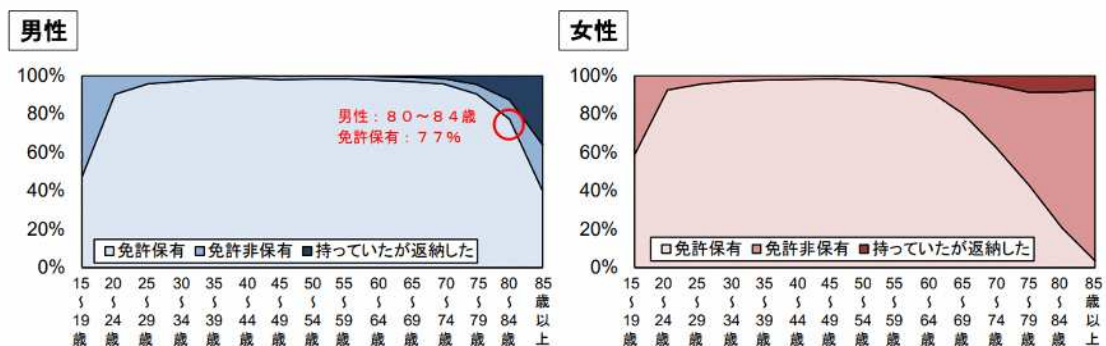 男性
100%
80%
60%
40%
20%
0%
男性：８０～８４歳
免許保有：７７％
免許保有 免許非保有 持っていたが返納した
15～19歳
20～24歳
25～29歳
30～34歳
35～39歳
40～44歳
45～49歳
50～54歳
55～59歳
60～64歳
65～69歳
70～74歳
75～79歳
80～84歳
85歳以上
女性
100%
80%
60%
40%
20%
0%
免許保有 免許非保有 持っていたが返納した
15～19歳
20～24歳
25～29歳
30～34歳
35～39歳
40～44歳
45～49歳
50～54歳
55～59歳
60～64歳
65～69歳
70～74歳
75～79歳
80～84歳
85歳以上